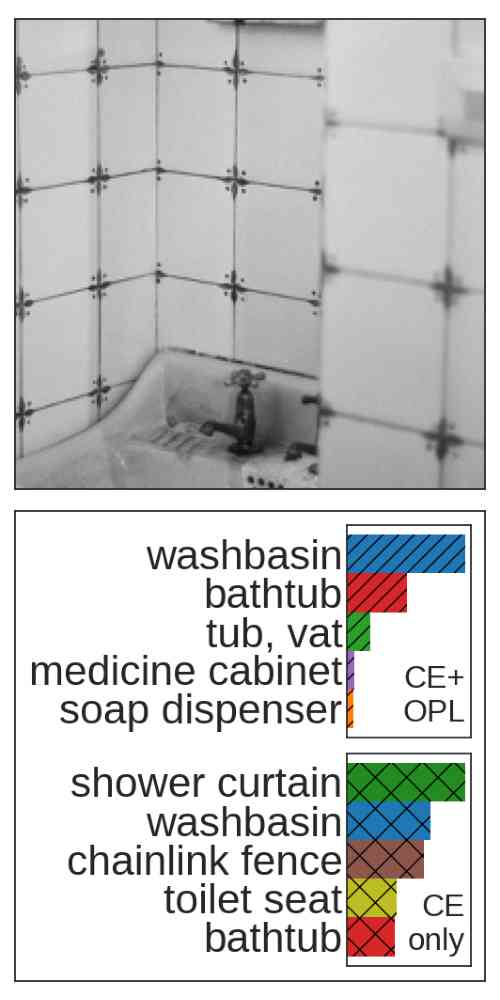 washbasin
bathtub
tub, vat
medicine cabinet
soap dispenser
CE+
OPL
shower curtain
washbasin
chainlink fence
toilet seat
bathtub
CE
only